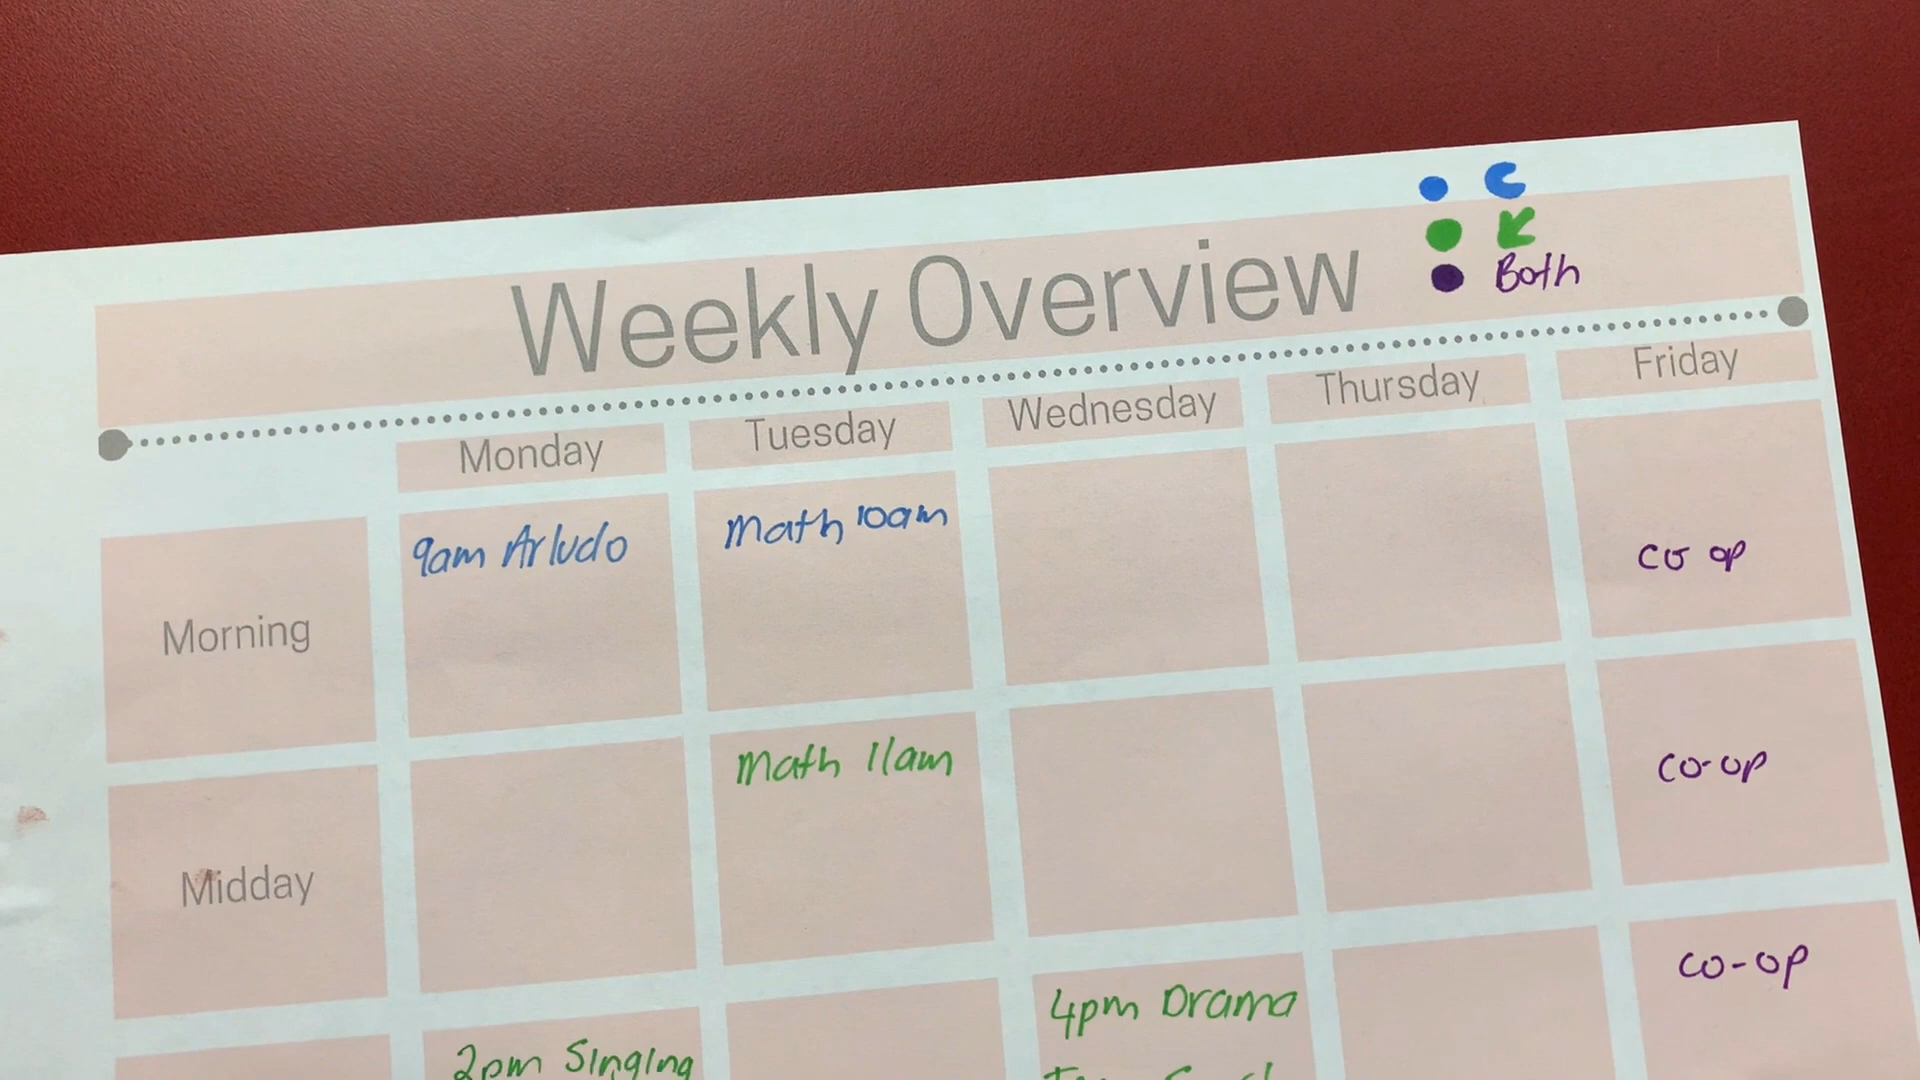 C
Both
Weekly Overview
Monday Tuesday Wednesday Thursday Friday
Morning
9am Arludo
Math 10am
co op
Midday
Math 11am
co-op
2pm Singing
4pm Drama
co-op